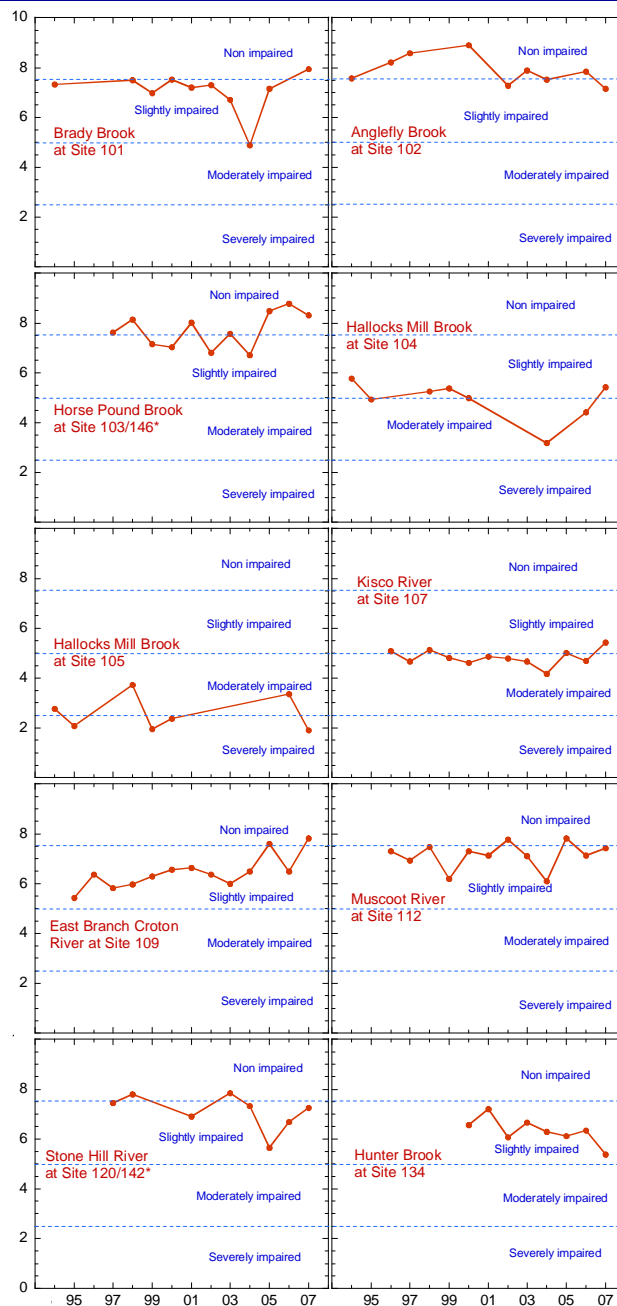 10
8
6
4
2
Non impaired
Slightly impaired
Brady Brook
at Site 101
Moderately impaired
Severely impaired
Non impaired
Slightly impaired
Anglefly Brook
at Site 102
Moderately impaired
Severely impaired
8
6
4
2
Non impaired
Slightly impaired
Horse Pound Brook
at Site 103/146*
Moderately impaired
Severely impaired
Non impaired
Hallocks Mill Brook
at Site 104
Slightly impaired
Moderately impaired
Severely impaired
8
6
4
2
Non impaired
Slightly impaired
Hallocks Mill Brook
at Site 105
Moderately impaired
Severely impaired
Non impaired
Kisco River
at Site 107
Slightly impaired
Moderately impaired
Severely impaired
8
6
4
2
Non impaired
Slightly impaired
East Branch Croton
River at Site 109
Moderately impaired
Severely impaired
Non impaired
Slightly impaired
Muscoot River
at Site 112
Moderately impaired
Severely impaired
8
6
4
2
0
Non impaired
Slightly impaired
Stone Hill River
at Site 120/142*
Moderately impaired
Severely impaired
Non impaired
Hunter Brook
at Site 134
Slightly impaired
Moderately impaired
Severely impaired
95 97 99 01 03 05 07 95 97 99 01 03 05 07